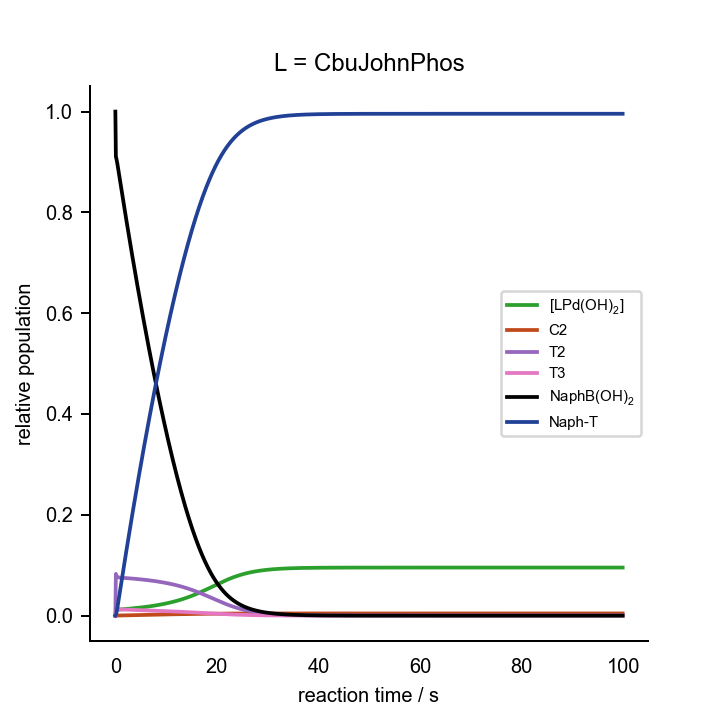 L = CbuJohnPhos
relative population
1.0
0.8
0.6
0.4
0.2
0.0
[LPd(OH)₂]
C2
T2
T3
NaphB(OH)₂
Naph-T
0 20 40 60 80 100
reaction time / s